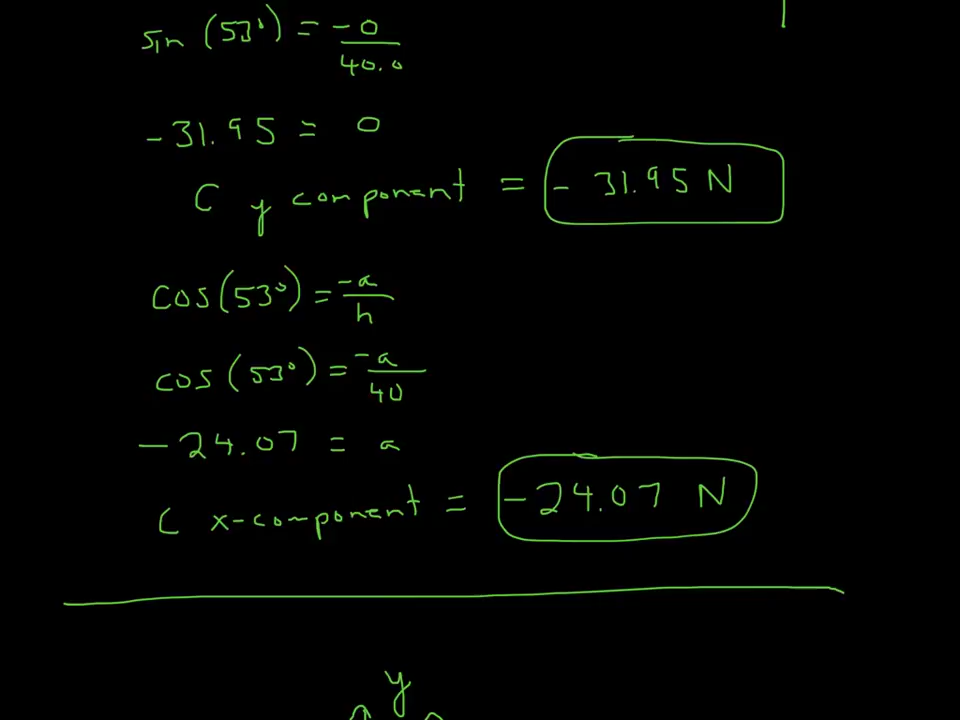 sin (53°) = -o/40.0
-31.95 = o
C y component = -31.95 N
cos(53°) = -a/h
cos (53°) = -a/40
-24.07 = a
C x-component = -24.07 N
y